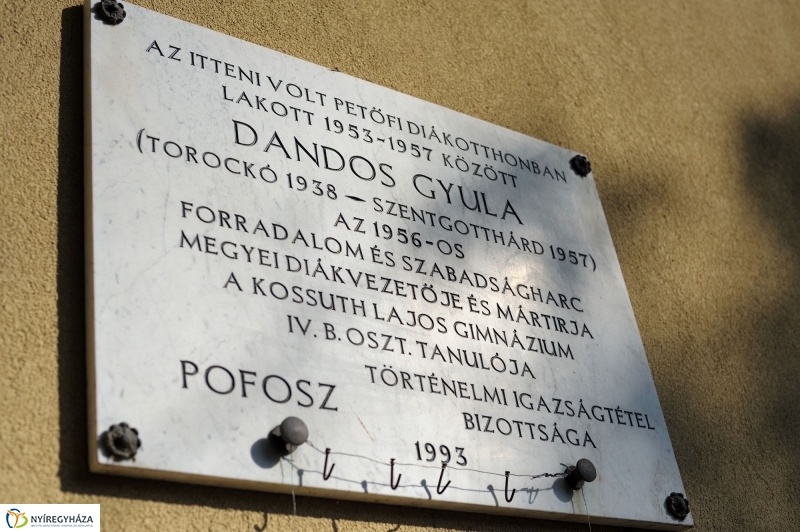 AZ ITTENI VOLT PETŐFI DIÁKOTTHONBAN
LAKOTT 1953-1957 KÖZÖTT
DANDOS GYULA
(TOROCKÓ 1938 – SZENTGOTTHÁRD 1957)
AZ 1956-OS
FORRADALOM ÉS SZABADSÁGHARC
MEGYEI DIÁKVEZETŐJE ÉS MÁRTIRJA
A KOSSUTH LAJOS GIMNÁZIUM
IV. B. OSZT. TANULÓJA
POFOSZ
TÖRTÉNELMI IGAZSÁGTÉTEL
BIZOTTSÁGA
1993
NYÍREGYHÁZA